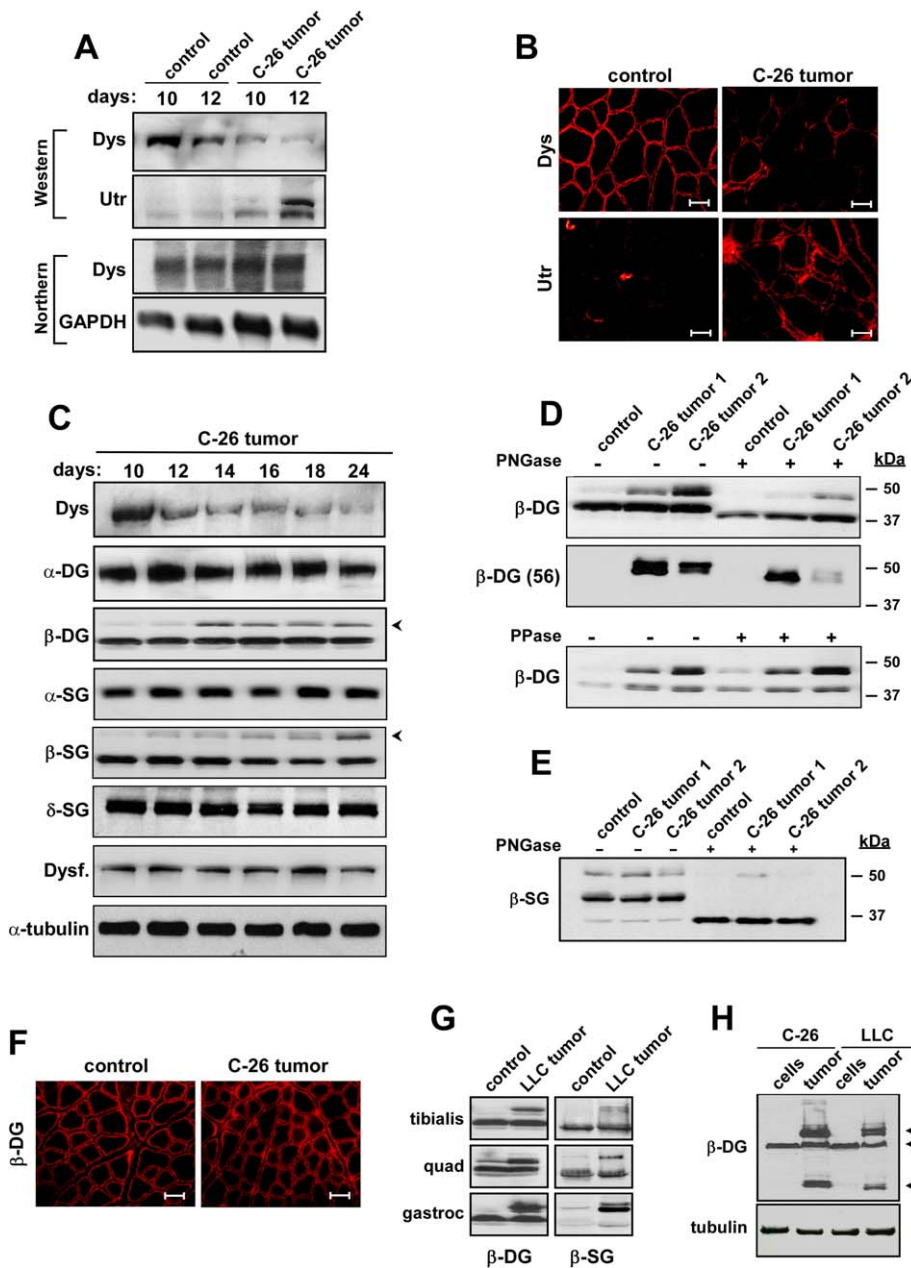 A
control control C-26 tumor C-26 tumor
days: 10 12 10 12
Western
Dys
Utr
Northern
Dys
GAPDH
B
control C-26 tumor
Dys
Utr
C
C-26 tumor
days: 10 12 14 16 18 24
Dys
α-DG
β-DG
α-SG
β-SG
δ-SG
Dysf.
α-tubulin
D
control C-26 tumor 1 C-26 tumor 2 control C-26 tumor 1 C-26 tumor 2
PNGase - - - + + + kDa
β-DG
– 50
– 37
β-DG (56)
– 50
– 37
PPase - - - + + +
β-DG
– 50
– 37
E
control C-26 tumor 1 C-26 tumor 2 control C-26 tumor 1 C-26 tumor 2
PNGase – – – + + + kDa
β-SG
– 50
– 37
F
control C-26 tumor
β-DG
G
control LLC tumor control LLC tumor
tibialis
quad
gastroc
β-DG β-SG
H
C-26 LLC
cells tumor cells tumor
β-DG
tubulin